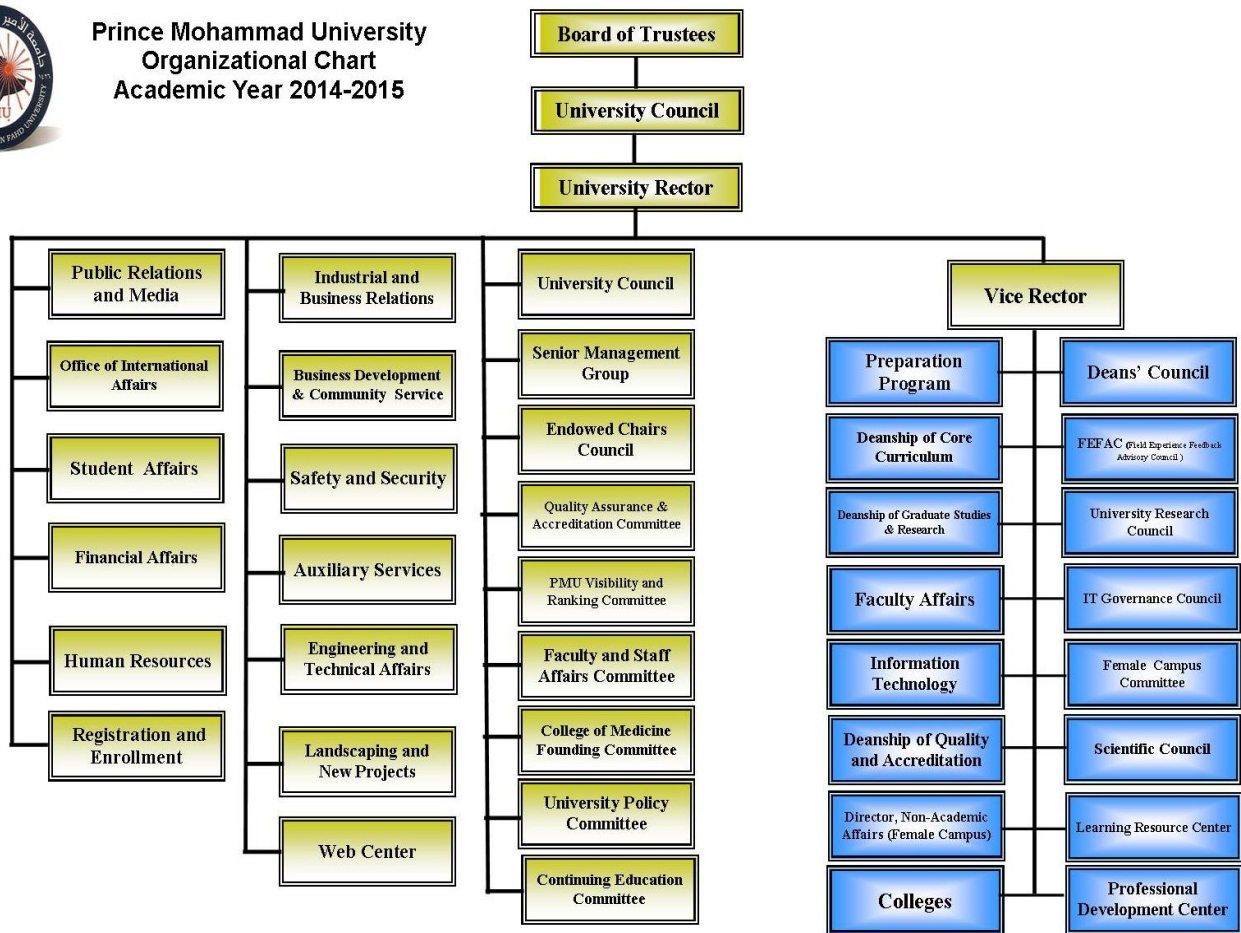 جامعة الأمير
N FAHD UNIVERSITY
Prince Mohammad University
Organizational Chart
Academic Year 2014-2015
Board of Trustees
University Council
University Rector
Public Relations
and Media
Office of International
Affairs
Student Affairs
Financial Affairs
Human Resources
Registration and
Enrollment
Industrial and
Business Relations
Business Development
& Community Service
Safety and Security
Auxiliary Services
Engineering and
Technical Affairs
Landscaping and
New Projects
Web Center
University Council
Senior Management
Group
Endowed Chairs
Council
Quality Assurance &
Accreditation Committee
PMU Visibility and
Ranking Committee
Faculty and Staff
Affairs Committee
College of Medicine
Founding Committee
University Policy
Committee
Continuing Education
Committee
Vice Rector
Preparation
Program
Deanship of Core
Curriculum
Deanship of Graduate Studies
& Research
Faculty Affairs
Information
Technology
Deanship of Quality
and Accreditation
Director, Non-Academic
Affairs (Female Campus)
Colleges
Deans' Council
FEFAC (Field Experience Feedback
Advisory Council )
University Research
Council
IT Governance Council
Female Campus
Committee
Scientific Council
Learning Resource Center
Professional
Development Center